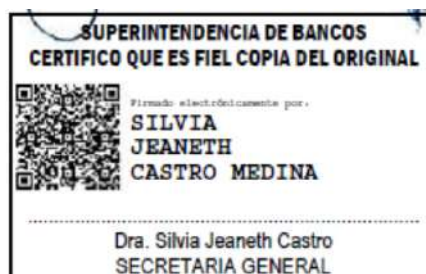 SUPERINTENDENCIA DE BANCOS
CERTIFICO QUE ES FIEL COPIA DEL ORIGINAL
Firmado electrónicamente por:
SILVIA
JEANETH
CASTRO MEDINA
Dra. Silvia Jeaneth Castro
SECRETARIA GENERAL